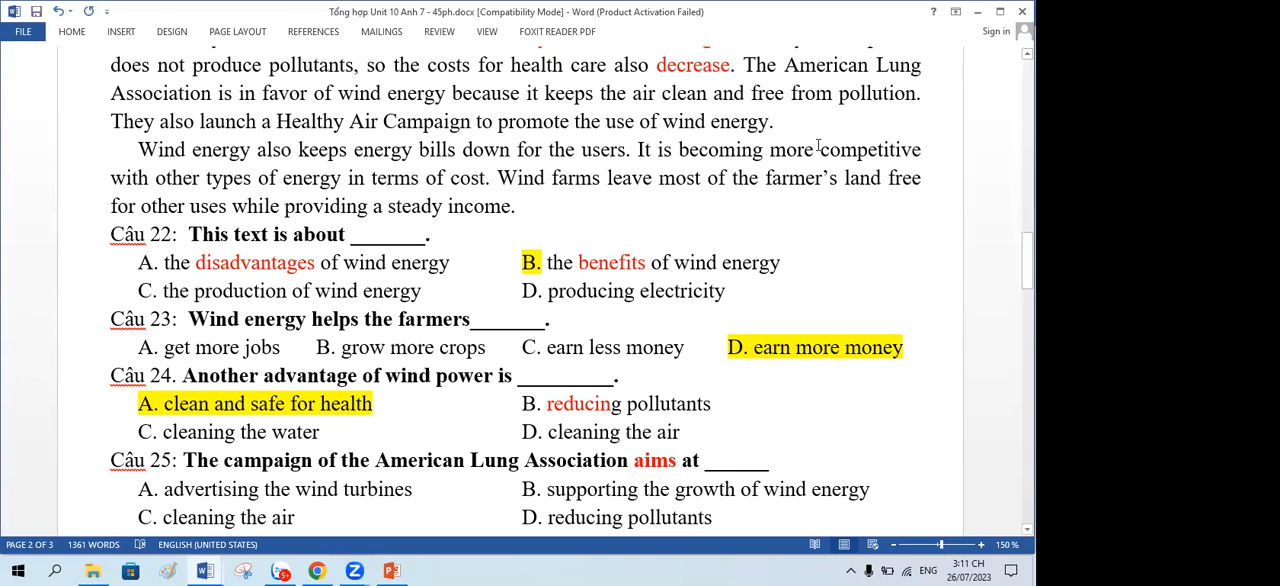 Tổng hợp Unit 10 Anh 7 - 45ph.docx [Compatibility Mode] - Word (Product Activation Failed)
FILE HOME INSERT DESIGN PAGE LAYOUT REFERENCES MAILINGS REVIEW VIEW FOXIT READER PDF Sign in
does not produce pollutants, so the costs for health care also decrease. The American Lung
Association is in favor of wind energy because it keeps the air clean and free from pollution.
They also launch a Healthy Air Campaign to promote the use of wind energy.
Wind energy also keeps energy bills down for the users. It is becoming more competitive
with other types of energy in terms of cost. Wind farms leave most of the farmer's land free
for other uses while providing a steady income.
Câu 22: This text is about _______.
A. the disadvantages of wind energy B. the benefits of wind energy
C. the production of wind energy D. producing electricity
Câu 23: Wind energy helps the farmers_______.
A. get more jobs B. grow more crops C. earn less money D. earn more money
Câu 24. Another advantage of wind power is _________.
A. clean and safe for health B. reducing pollutants
C. cleaning the water D. cleaning the air
Câu 25: The campaign of the American Lung Association aims at ______
A. advertising the wind turbines B. supporting the growth of wind energy
C. cleaning the air D. reducing pollutants
PAGE 2 OF 3 1361 WORDS ENGLISH (UNITED STATES) 150 %
5+ ENG 3:11 CH
26/07/2023